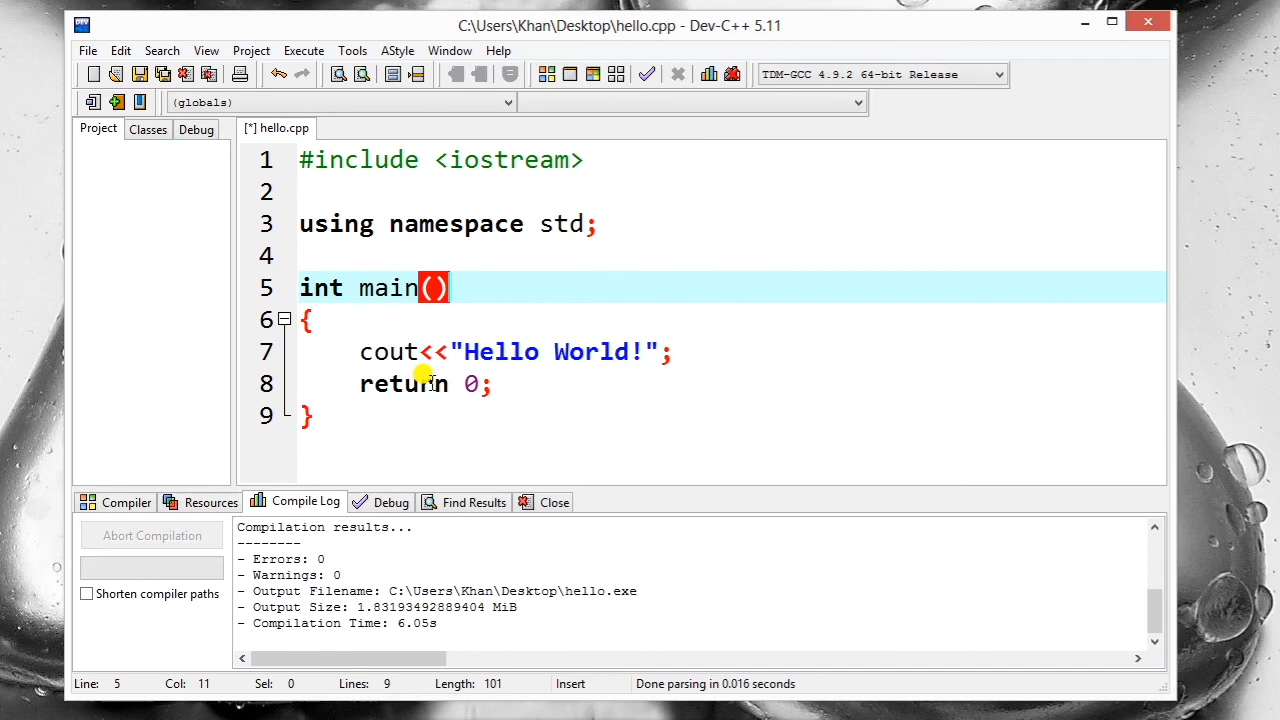 DEV
C:\Users\Khan\Desktop\hello.cpp - Dev-C++ 5.11
File Edit Search View Project Execute Tools AStyle Window Help
TDM-GCC 4.9.2 64-bit Release
(globals)
Project Classes Debug
[*] hello.cpp
1 #include <iostream>
2
3 using namespace std;
4
5 int main()
6 {
7 cout<<"Hello World!";
8 return 0;
9 }
Compiler Resources Compile Log Debug Find Results Close
Abort Compilation
Shorten compiler paths
Compilation results...
--------
- Errors: 0
- Warnings: 0
- Output Filename: C:\Users\Khan\Desktop\hello.exe
- Output Size: 1.83193492889404 MiB
- Compilation Time: 6.05s
Line: 5 Col: 11 Sel: 0 Lines: 9 Length: 101 Insert Done parsing in 0.016 seconds